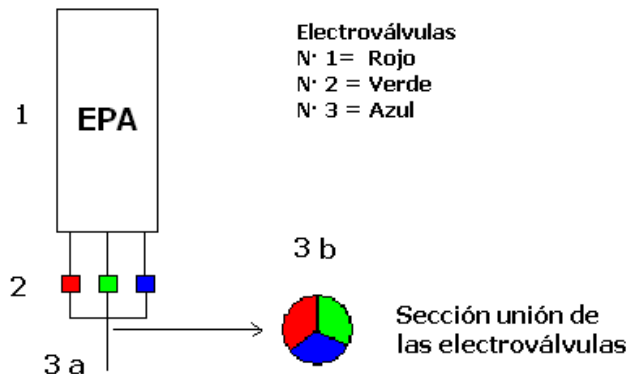 Electroválvulas
N· 1= Rojo
N· 2 = Verde
N· 3 = Azul
1
EPA
2
3 a
3 b
Sección unión de
las electroválvulas